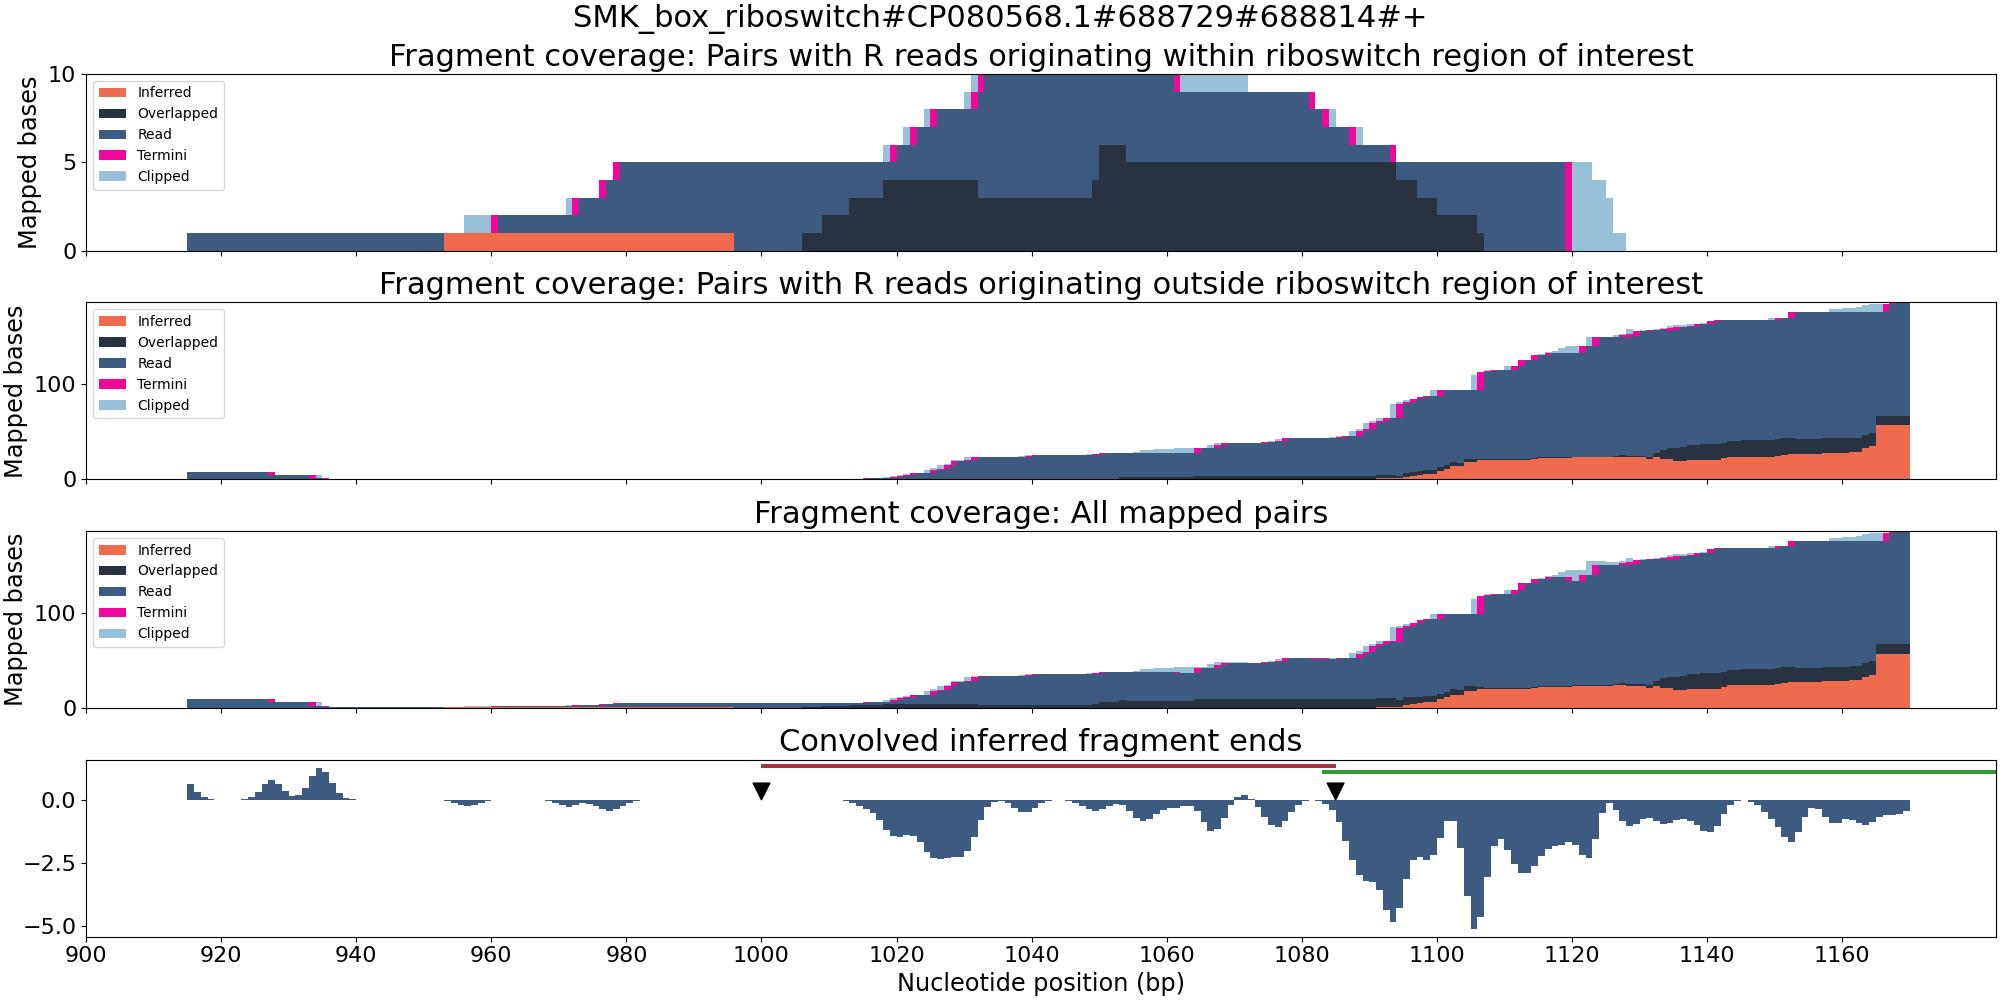 SMK_box_riboswitch#CP080568.1#688729#688814#+
Fragment coverage: Pairs with R reads originating within riboswitch region of interest
Mapped bases
10
5
0
Inferred
Overlapped
Read
Termini
Clipped
Fragment coverage: Pairs with R reads originating outside riboswitch region of interest
Mapped bases
100
0
Inferred
Overlapped
Read
Termini
Clipped
Fragment coverage: All mapped pairs
Mapped bases
100
0
Inferred
Overlapped
Read
Termini
Clipped
Convolved inferred fragment ends
0.0
−2.5
−5.0
900 920 940 960 980 1000 1020 1040 1060 1080 1100 1120 1140 1160
Nucleotide position (bp)